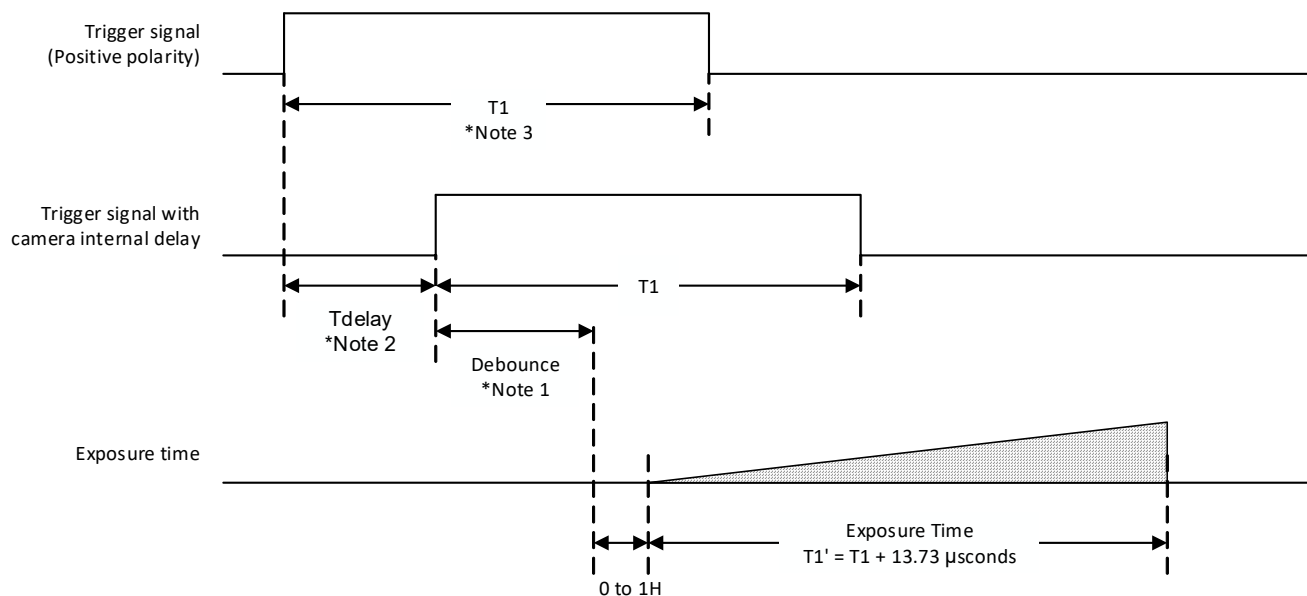 Trigger signal
(Positive polarity)
T1
*Note 3
Trigger signal with
camera internal delay
T1
Tdelay
*Note 2
Debounce
*Note 1
Exposure time
Exposure Time
T1' = T1 + 13.73 µsconds
0 to 1H